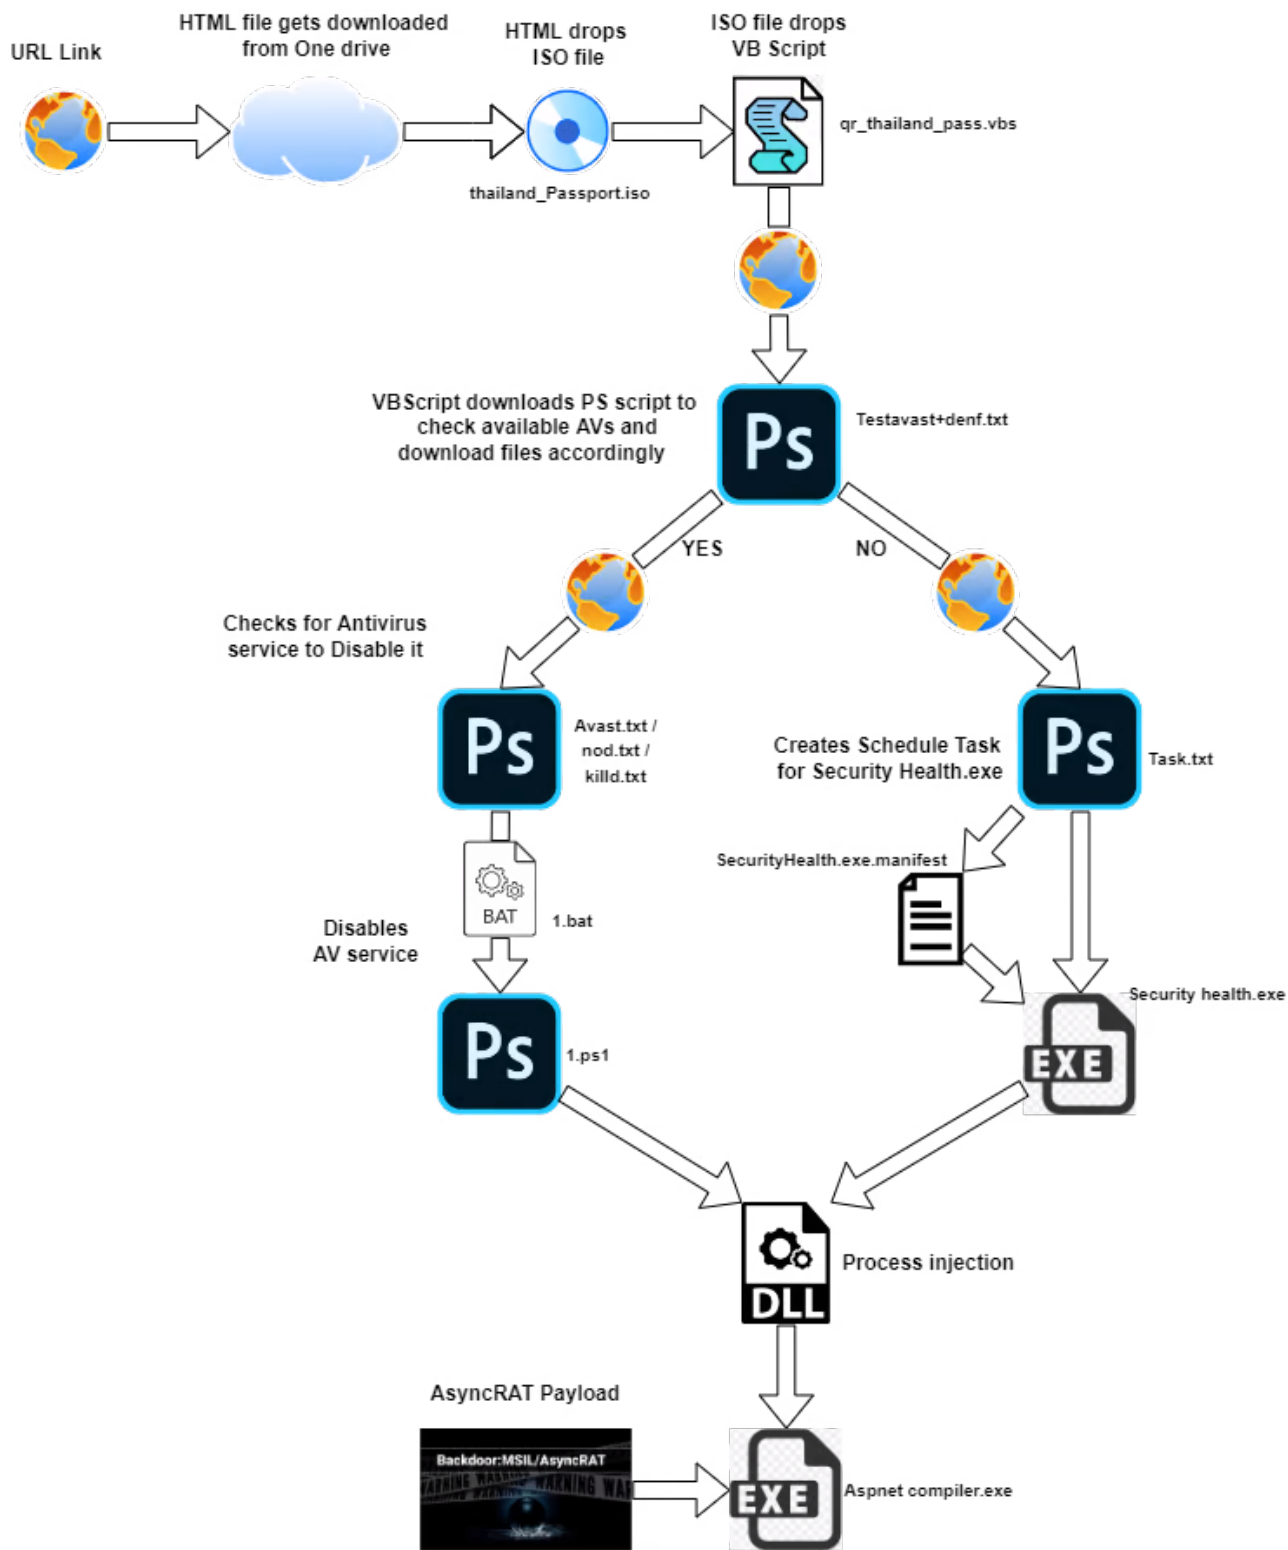 URL Link
HTML file gets downloaded
from One drive
HTML drops
ISO file
ISO file drops
VB Script
qr_thailand_pass.vbs
thailand_Passport.iso
VBScript downloads PS script to
check available AVs and
download files accordingly
Ps
Testavast+denf.txt
YES
NO
Checks for Antivirus
service to Disable it
Ps
Avast.txt /
nod.txt /
killd.txt
Creates Schedule Task
for Security Health.exe
Ps
Task.txt
SecurityHealth.exe.manifest
BAT
1.bat
Disables
AV service
Ps
1.ps1
Security health.exe
EXE
DLL
Process injection
AsyncRAT Payload
Backdoor:MSIL/AsyncRAT
WARNING WARNING WARNING WA
EXE
Aspnet compiler.exe